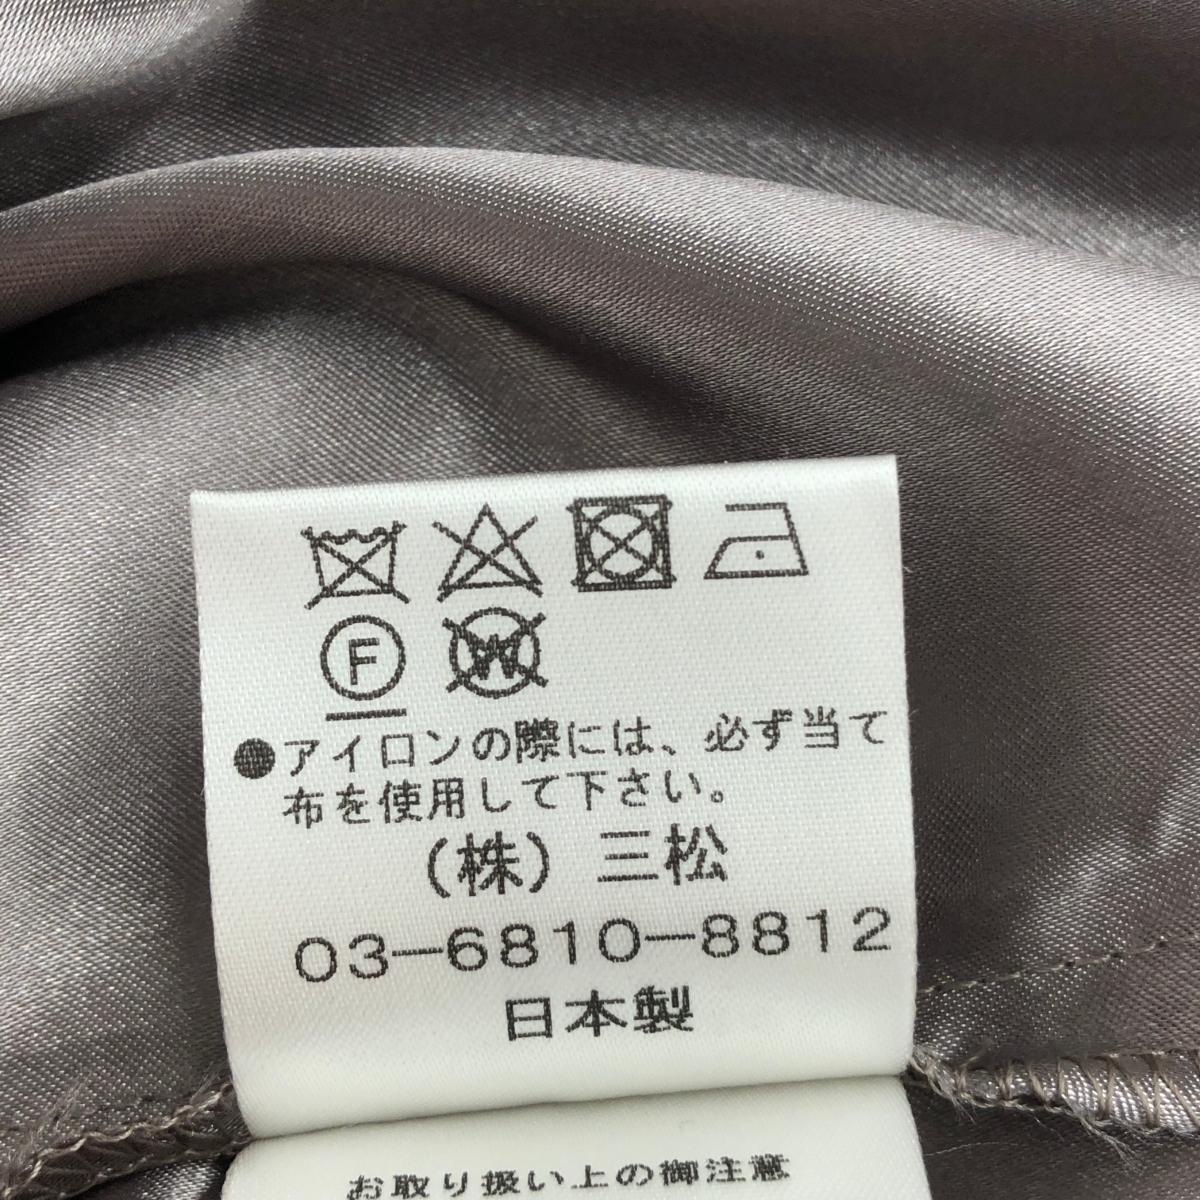 F W
●アイロンの際には、必ず当て
布を使用して下さい。
(株) 三松
03-6810-8812
日本製
お取り扱い上の御注意